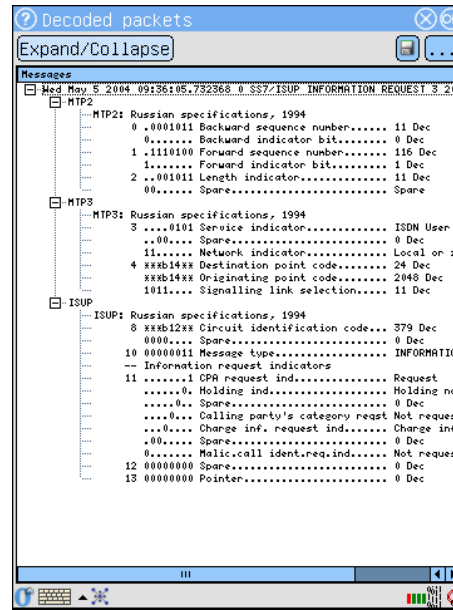 Decoded packets
Expand/Collapse
...
Messages
Wed May 5 2004 09:36:05.732368 0 SS7/ISUP INFORMATION REQUEST 3
MTP2
MTP2: Russian specifications, 1994
0 .0001011 Backward sequence number...... 11 Dec
0....... Backward indicator bit........ 0 Dec
1 .1110100 Forward sequence number....... 116 Dec
1....... Forward indicator bit......... 1 Dec
2 ..001011 Length indicator.............. 11 Dec
00...... Spare......................... Spare
MTP3
MTP3: Russian specifications, 1994
3 ....0101 Service indicator............. ISDN User
..00.... Spare......................... 0 Dec
11...... Network indicator............. Local or
4 ***b14** Destination point code........ 24 Dec
***b14** Originating point code........ 2048 Dec
1011.... Signalling link selection..... 11 Dec
ISUP
ISUP: Russian specifications, 1994
8 ***b12** Circuit identification code... 379 Dec
0000.... Spare......................... 0 Dec
10 00000011 Message type.................. INFORMATIO
-- Information request indicators
11 .......1 CPA request ind............... Request
......0. Holding ind................... Holding no
.....0.. Spare......................... 0 Dec
....0... Calling party's category reqst Not reques
...0.... Charge inf. request ind....... Charge inf
.00..... Spare......................... 0 Dec
0....... Malic.call ident.req.ind...... Not reques
12 00000000 Spare......................... 0 Dec
13 00000000 Pointer....................... 0 Dec